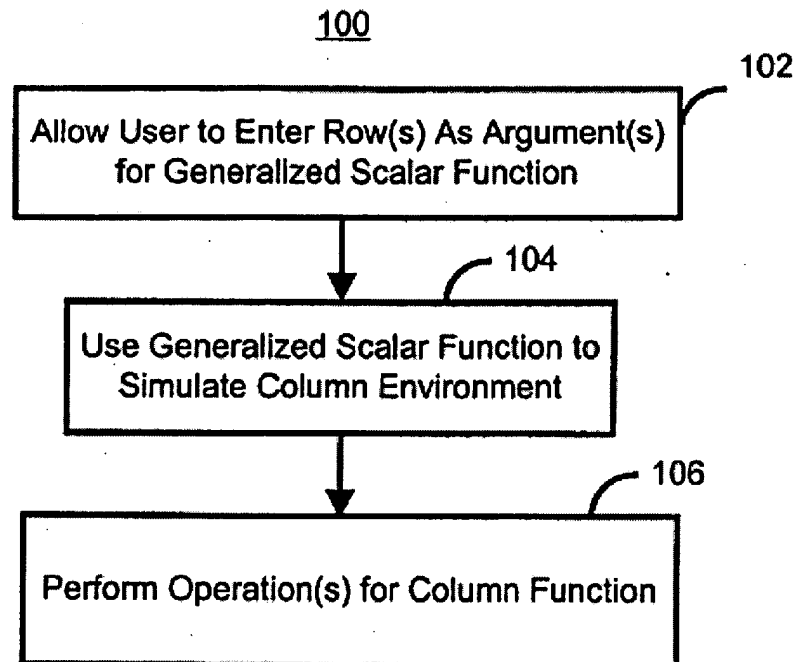 100
102
Allow User to Enter Row(s) As Argument(s)
for Generalized Scalar Function
104
Use Generalized Scalar Function to
Simulate Column Environment
106
Perform Operation(s) for Column Function